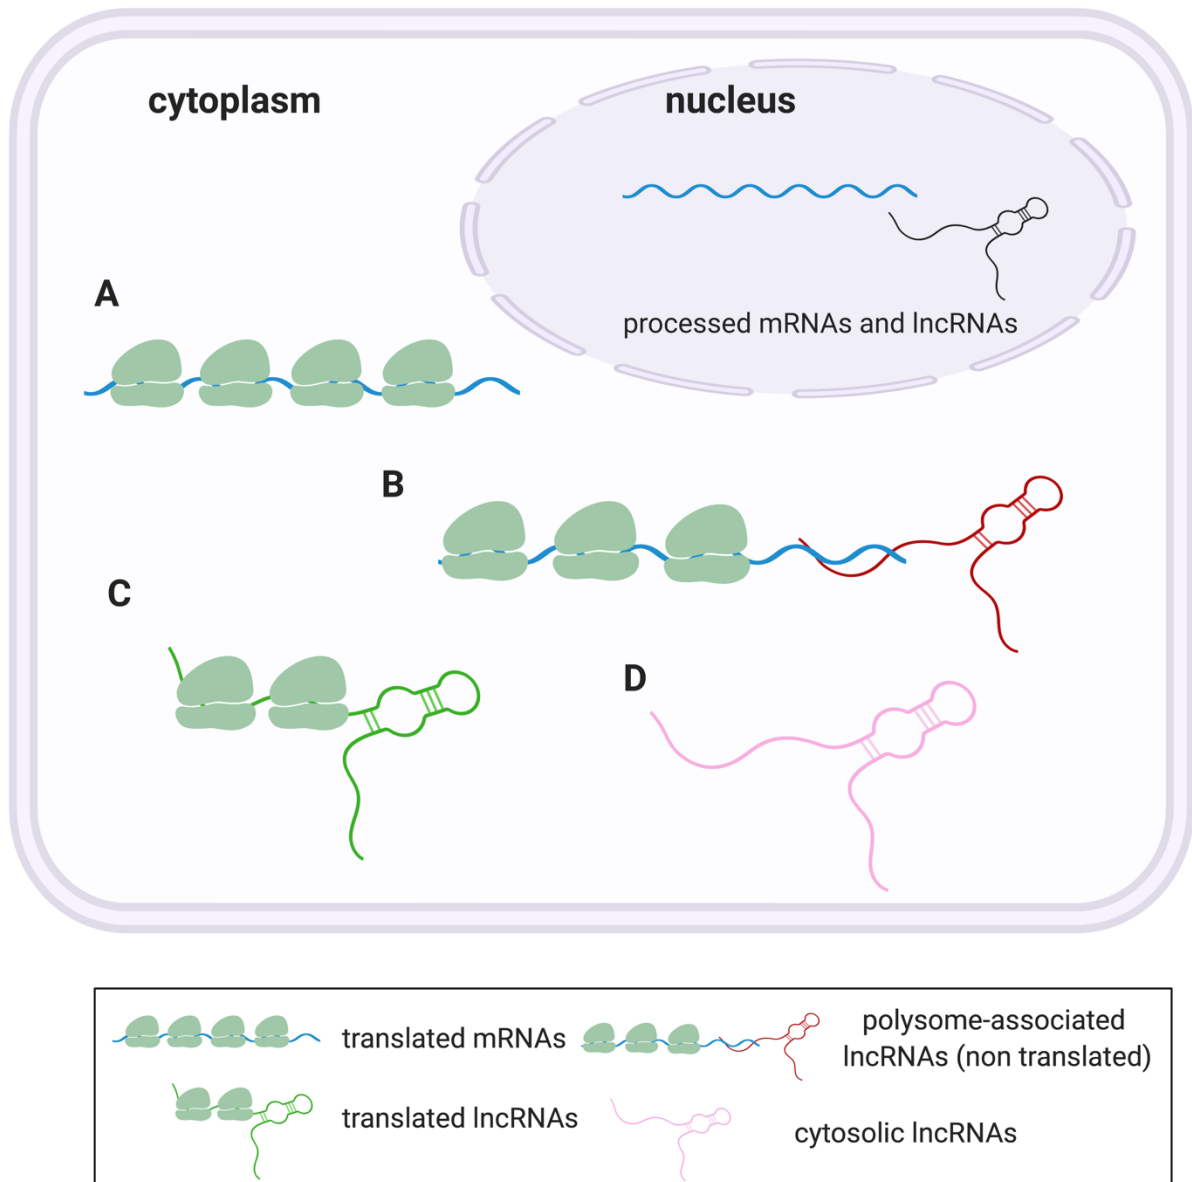 cytoplasm
nucleus
processed mRNAs and lncRNAs
A
B
C
D
translated mRNAs
polysome-associated
lncRNAs (non translated)
translated lncRNAs
cytosolic lncRNAs